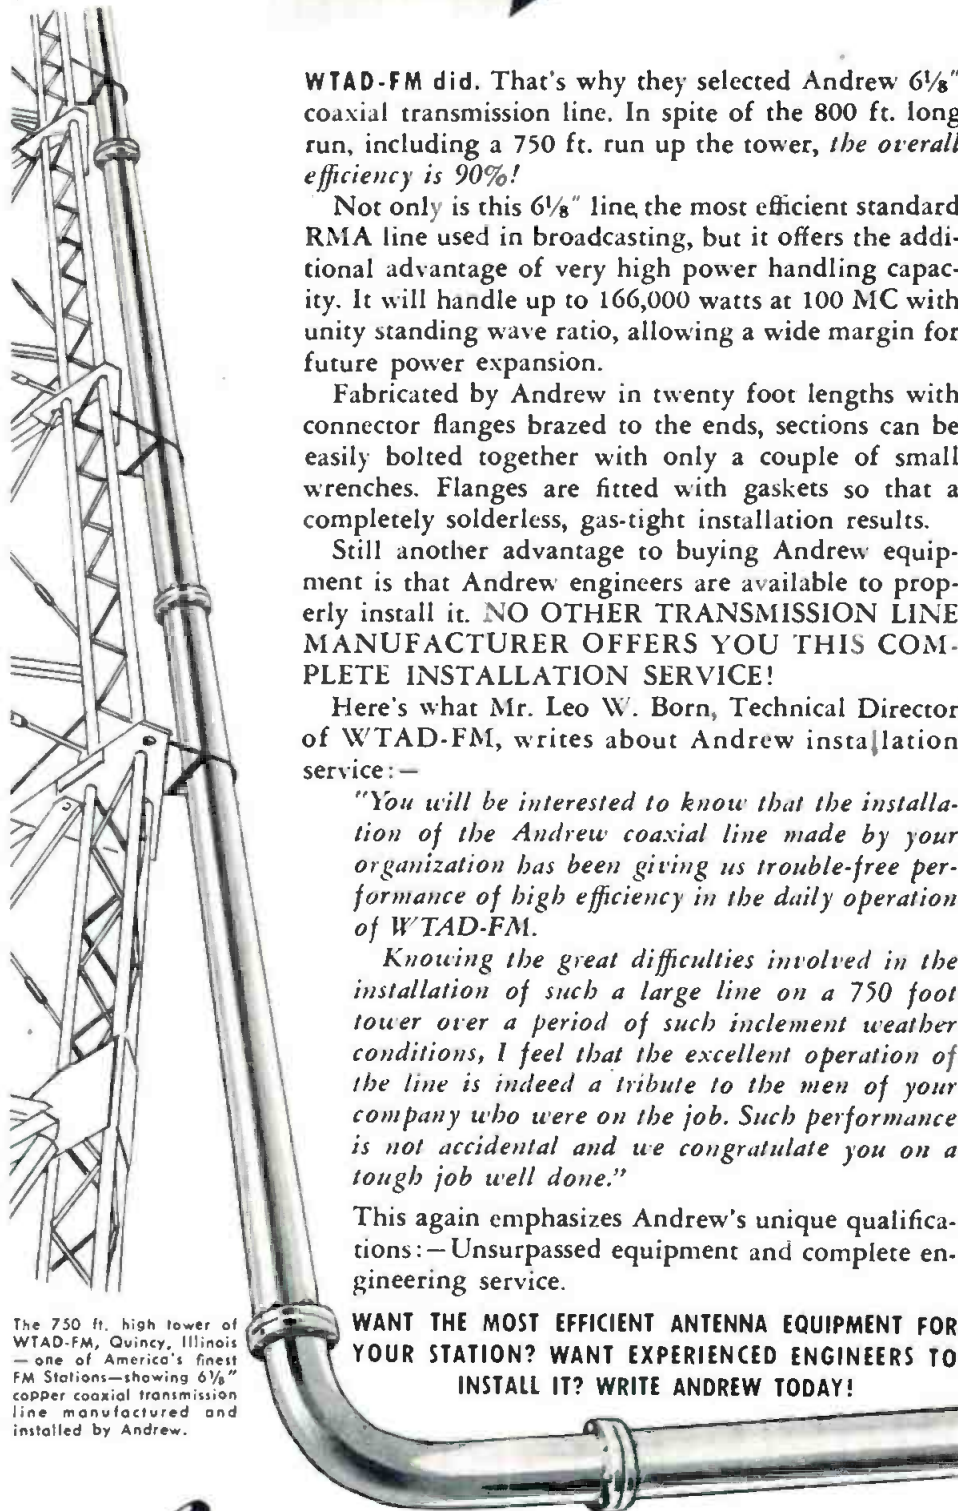 WTAD-FM did. That's why they selected Andrew 6⅛"
coaxial transmission line. In spite of the 800 ft. long
run, including a 750 ft. run up the tower, the overall
efficiency is 90%!
Not only is this 6⅛" line, the most efficient standard
RMA line used in broadcasting, but it offers the addi-
tional advantage of very high power handling capac-
ity. It will handle up to 166,000 watts at 100 MC with
unity standing wave ratio, allowing a wide margin for
future power expansion.
Fabricated by Andrew in twenty foot lengths with
connector flanges brazed to the ends, sections can be
easily bolted together with only a couple of small
wrenches. Flanges are fitted with gaskets so that a
completely solderless, gas-tight installation results.
Still another advantage to buying Andrew equip-
ment is that Andrew engineers are available to prop-
erly install it. NO OTHER TRANSMISSION LINE
MANUFACTURER OFFERS YOU THIS COM-
PLETE INSTALLATION SERVICE!
Here's what Mr. Leo W. Born, Technical Director
of WTAD-FM, writes about Andrew installation
service:—
"You will be interested to know that the installa-
tion of the Andrew coaxial line made by your
organization has been giving us trouble-free per-
formance of high efficiency in the daily operation
of WTAD-FM.
Knowing the great difficulties involved in the
installation of such a large line on a 750 foot
tower over a period of such inclement weather
conditions, I feel that the excellent operation of
the line is indeed a tribute to the men of your
company who were on the job. Such performance
is not accidental and we congratulate you on a
tough job well done."
This again emphasizes Andrew's unique qualifica-
tions:—Unsurpassed equipment and complete en-
gineering service.
WANT THE MOST EFFICIENT ANTENNA EQUIPMENT FOR
YOUR STATION? WANT EXPERIENCED ENGINEERS TO
INSTALL IT? WRITE ANDREW TODAY!
The 750 ft. high tower of
WTAD-FM, Quincy, Illinois
—one of America's finest
FM Stations—showing 6⅛"
copper coaxial transmission
line manufactured and
installed by Andrew.